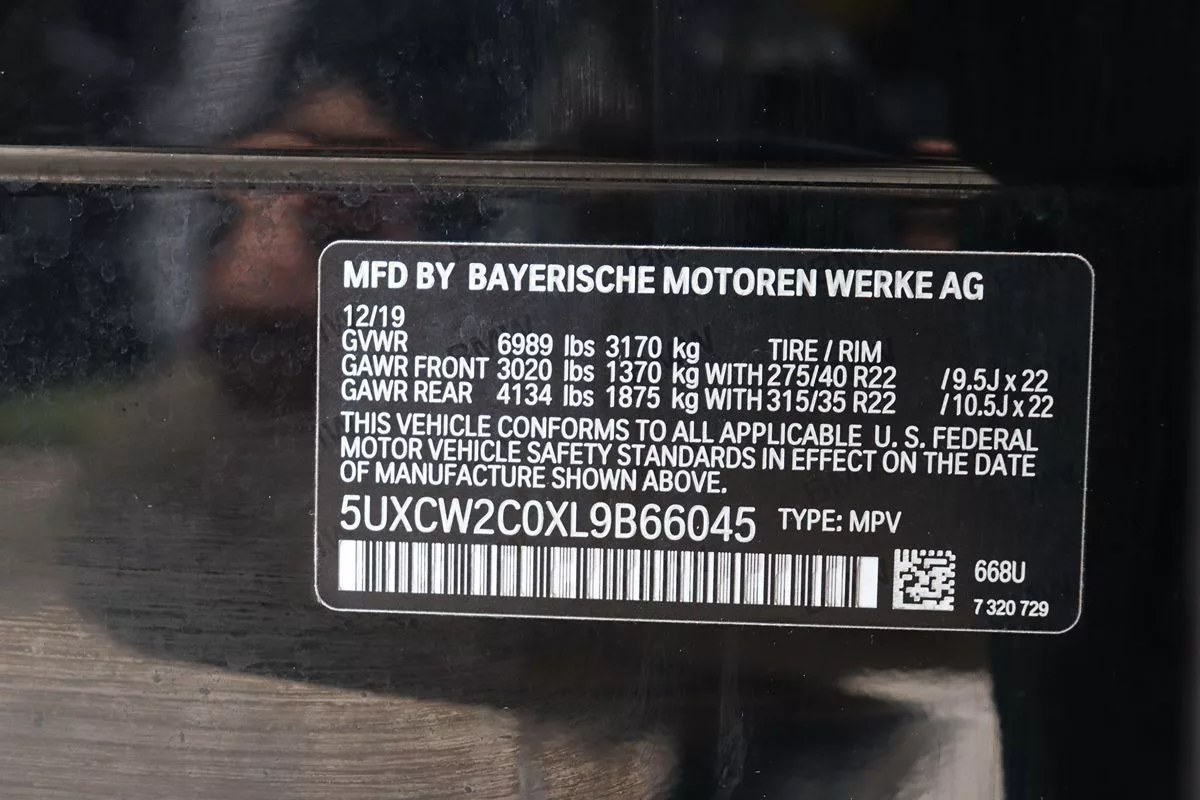 MFD BY BAYERISCHE MOTOREN WERKE AG
12/19
GVWR 6989 lbs 3170 kg TIRE / RIM
GAWR FRONT 3020 lbs 1370 kg WITH 275/40 R22 /9.5J x 22
GAWR REAR 4134 lbs 1875 kg WITH 315/35 R22 /10.5J x 22
THIS VEHICLE CONFORMS TO ALL APPLICABLE U. S. FEDERAL
MOTOR VEHICLE SAFETY STANDARDS IN EFFECT ON THE DATE
OF MANUFACTURE SHOWN ABOVE.
5UXCW2C0XL9B66045 TYPE: MPV
668U
7 320 729